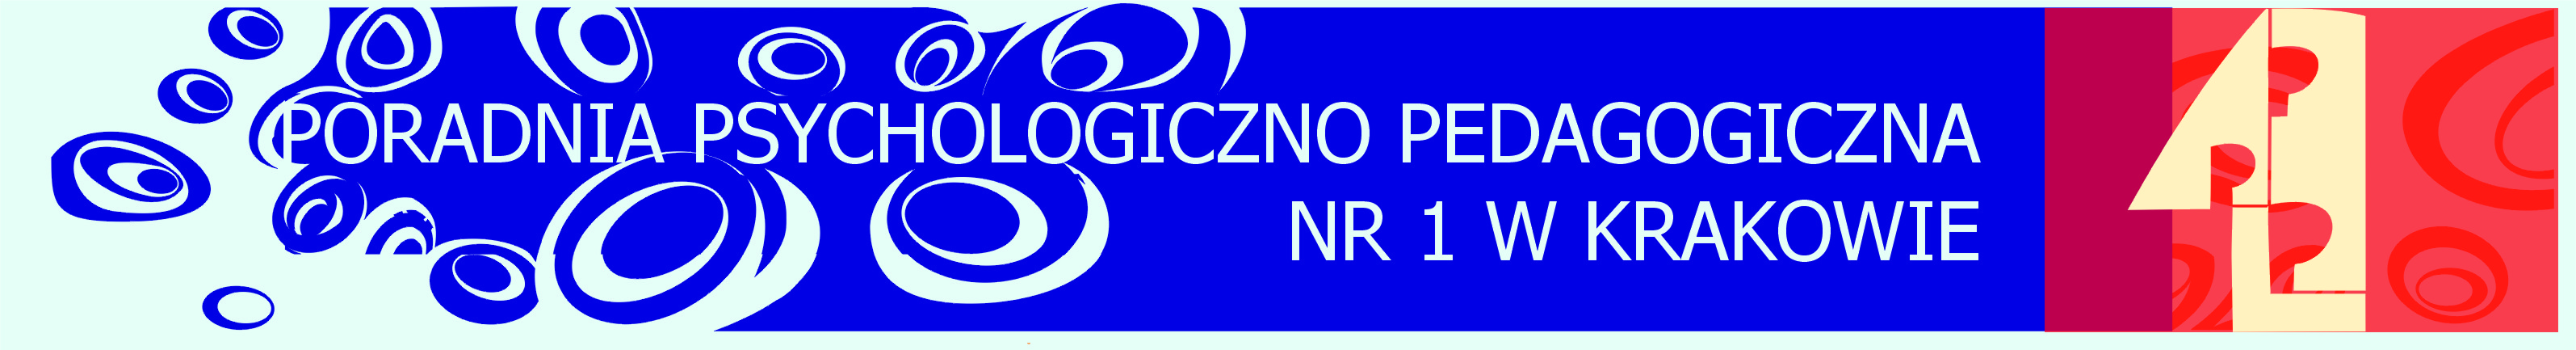 PORADNIA PSYCHOLOGICZNO PEDAGOGICZNA
NR 1 W KRAKOWIE